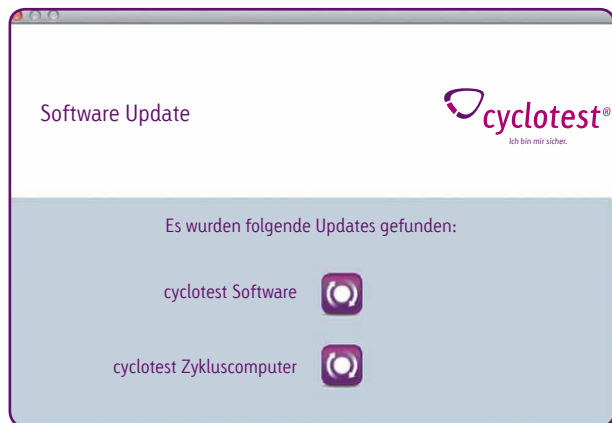 Software Update
cyclotest®
Ich bin mir sicher.
Es wurden folgende Updates gefunden:
cyclotest Software
cyclotest Zykluscomputer